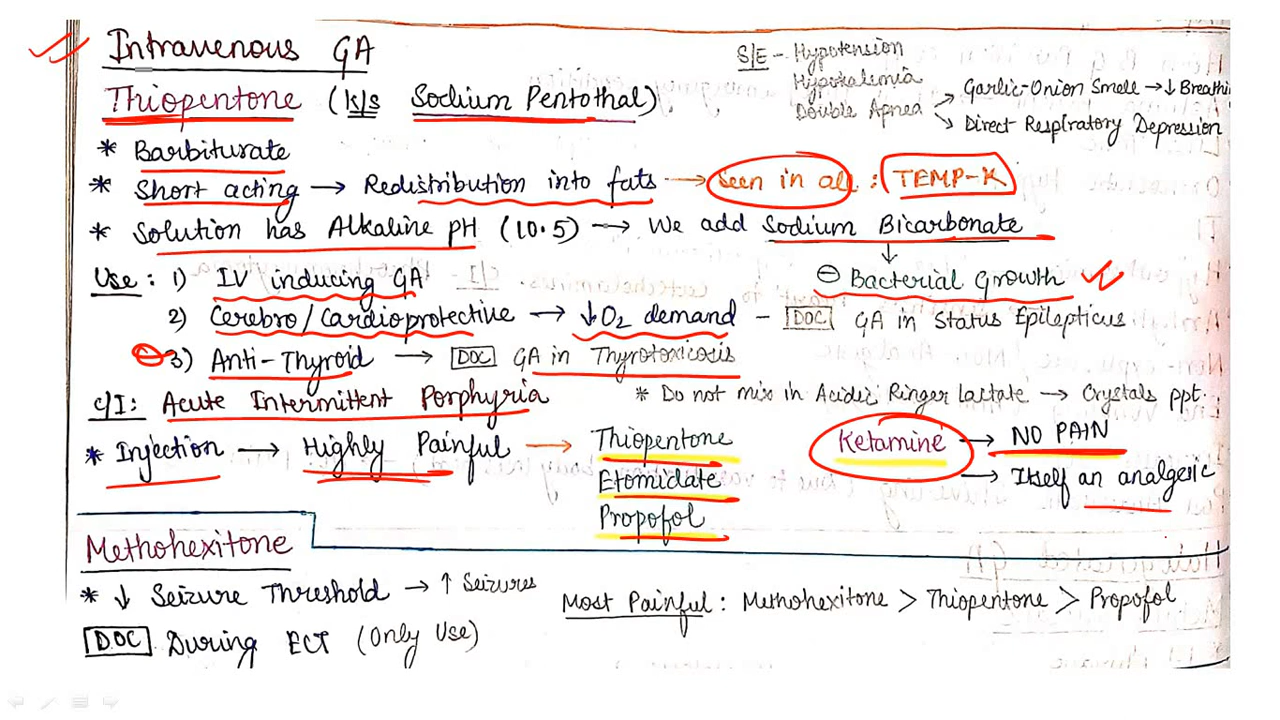 Intravenous GA
S/E - Hypotension
Hypokalemia
Double Apnea
Garlic-Onion Smell → ↓ Breathi
Direct Respiratory Depression
Thiopentone (k/s Sodium Pentothal)
* Barbiturate
* Short acting → Redistribution into fats → Seen in all : TEMP-K
* Solution has Alkaline pH (10.5) → We add Sodium Bicarbonate
↓
⊖ Bacterial Growth
Use : 1) IV inducing GA
2) Cerebro/Cardioprotective → ↓O2 demand - DOC GA in Status Epilepticus
3) Anti-Thyroid → DOC GA in Thyrotoxicosis
C/I : Acute Intermittent Porphyria
* Do not mix in Acidic Ringer lactate → Crystals ppt.
* Injection → Highly Painful → Thiopentone
Etomidate
Propofol
Ketamine → NO PAIN
→ Itself an analgesic
Methohexitone
* ↓ Seizure Threshold → ↑ Seizures
DOC During ECT (Only Use)
Most Painful : Methohexitone > Thiopentone > Propofol